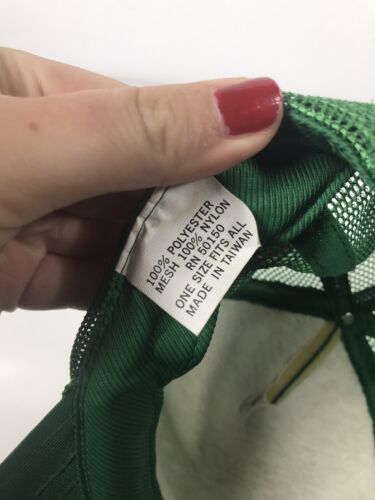 100% POLYESTER
MESH 100% NYLON
RN 50150
ONE SIZE FITS ALL
MADE IN TAIWAN